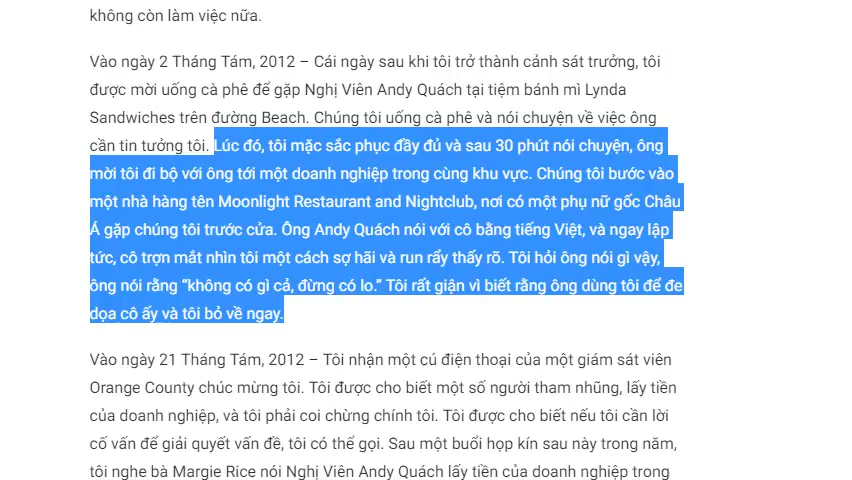 không còn làm việc nữa.
Vào ngày 2 Tháng Tám, 2012 – Cái ngày sau khi tôi trở thành cảnh sát trưởng, tôi
được mời uống cà phê để gặp Nghị Viên Andy Quách tại tiệm bánh mì Lynda
Sandwiches trên đường Beach. Chúng tôi uống cà phê và nói chuyện về việc ông
cần tin tưởng tôi. Lúc đó, tôi mặc sắc phục đầy đủ và sau 30 phút nói chuyện, ông
mời tôi đi bộ với ông tới một doanh nghiệp trong cùng khu vực. Chúng tôi bước vào
một nhà hàng tên Moonlight Restaurant and Nightclub, nơi có một phụ nữ gốc Châu
Á gặp chúng tôi trước cửa. Ông Andy Quách nói với cô bằng tiếng Việt, và ngay lập
tức, cô trợn mắt nhìn tôi một cách sợ hãi và run rẩy thấy rõ. Tôi hỏi ông nói gì vậy,
ông nói rằng “không có gì cả, đừng có lo.” Tôi rất giận vì biết rằng ông dùng tôi để đe
dọa cô ấy và tôi bỏ về ngay.
Vào ngày 21 Tháng Tám, 2012 – Tôi nhận một cú điện thoại của một giám sát viên
Orange County chúc mừng tôi. Tôi được cho biết một số người tham nhũng, lấy tiền
của doanh nghiệp, và tôi phải coi chừng chính tôi. Tôi được cho biết nếu tôi cần lời
cố vấn để giải quyết vấn đề, tôi có thể gọi. Sau một buổi họp kín sau này trong năm,
tôi nghe bà Margie Rice nói Nghị Viên Andy Quách lấy tiền của doanh nghiệp trong